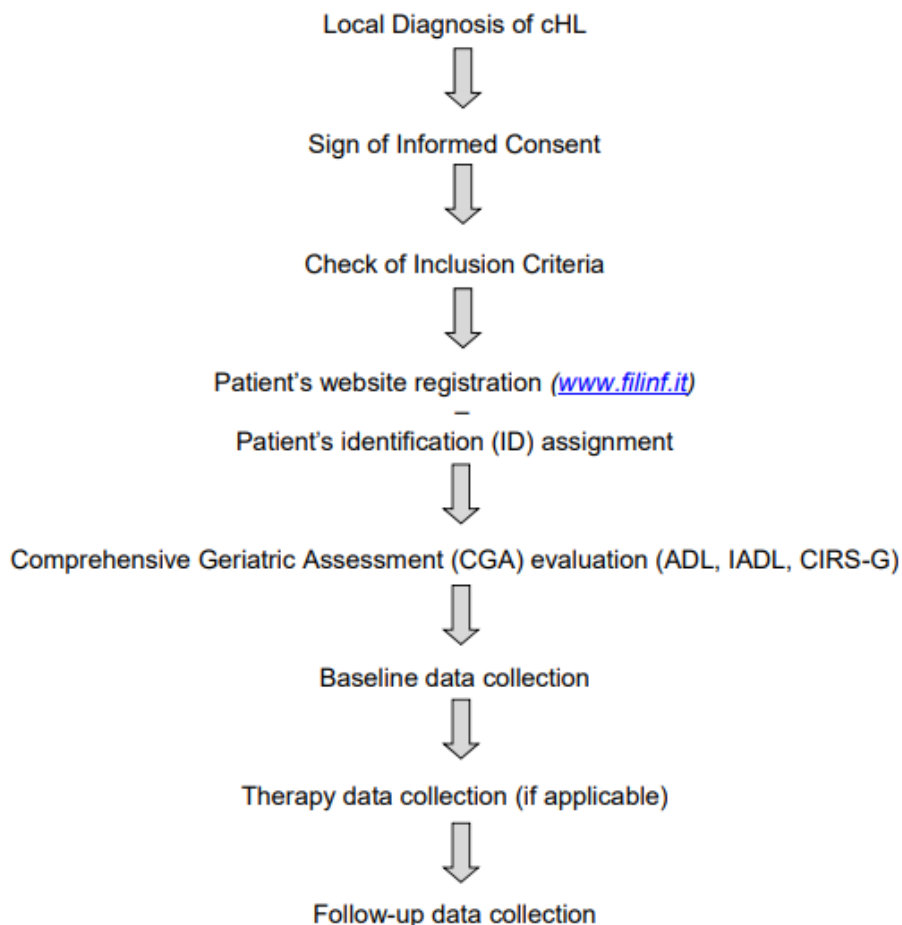 Local Diagnosis of cHL
Sign of Informed Consent
Check of Inclusion Criteria
Patient's website registration (www.filinf.it)
–
Patient's identification (ID) assignment
Comprehensive Geriatric Assessment (CGA) evaluation (ADL, IADL, CIRS-G)
Baseline data collection
Therapy data collection (if applicable)
Follow-up data collection